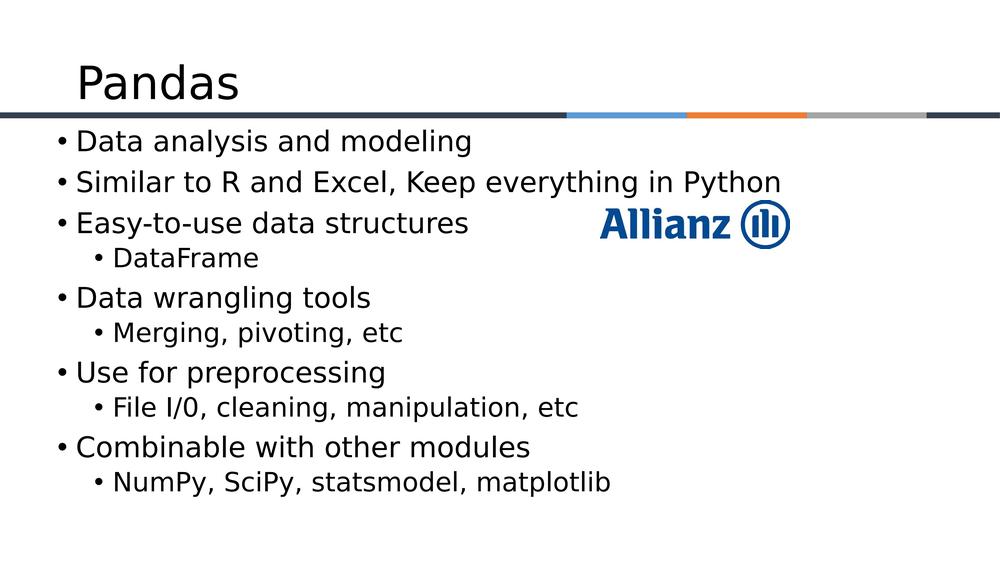 Pandas
• Data analysis and modeling
• Similar to R and Excel, Keep everything in Python
• Easy-to-use data structures
Allianz
• DataFrame
• Data wrangling tools
• Merging, pivoting, etc
• Use for preprocessing
• File I/0, cleaning, manipulation, etc
• Combinable with other modules
• NumPy, SciPy, statsmodel, matplotlib